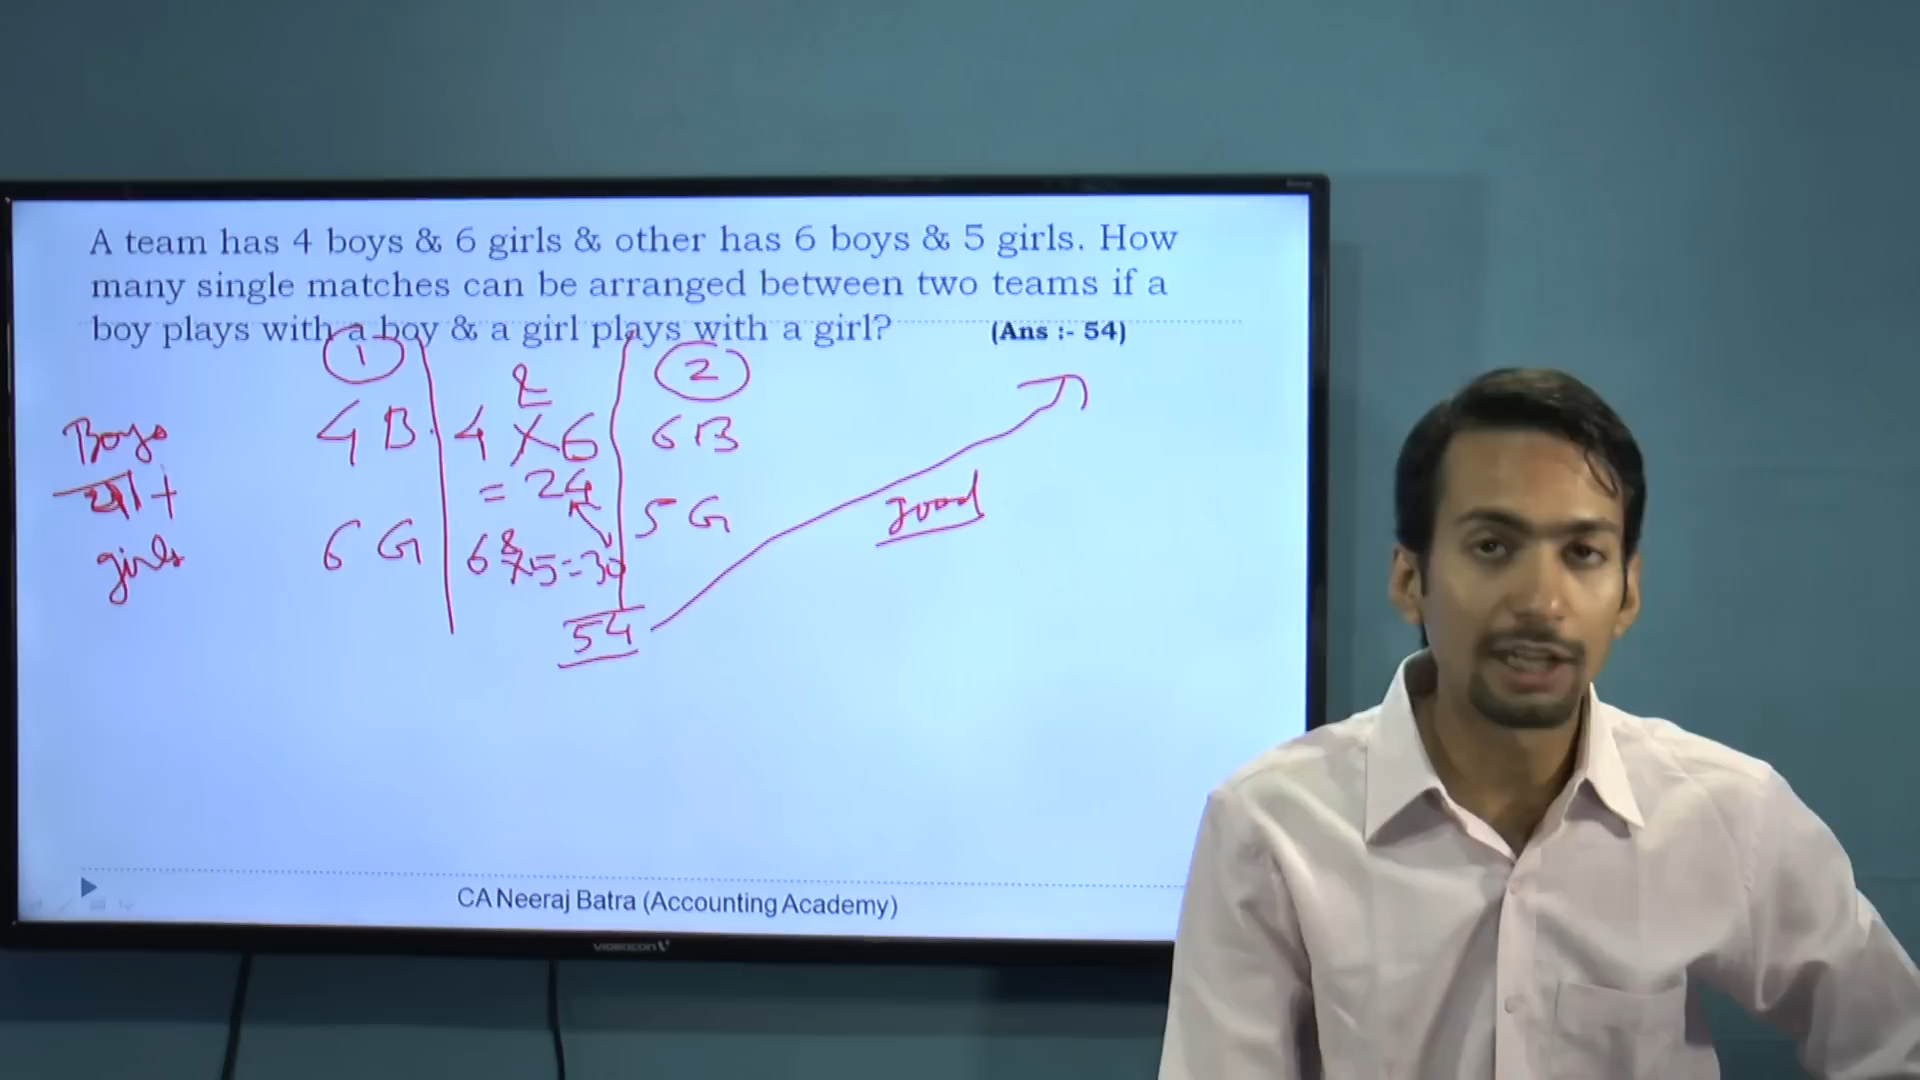 A team has 4 boys & 6 girls & other has 6 boys & 5 girls. How
many single matches can be arranged between two teams if a
boy plays with a boy & a girl plays with a girl? (Ans :- 54)
1 2
&
Boys 4 B 4 × 6 6 B
या + = 24
5 G
girls 6 G 6 & × 5 = 30
54
good
CA Neeraj Batra (Accounting Academy)
VIDEOCON